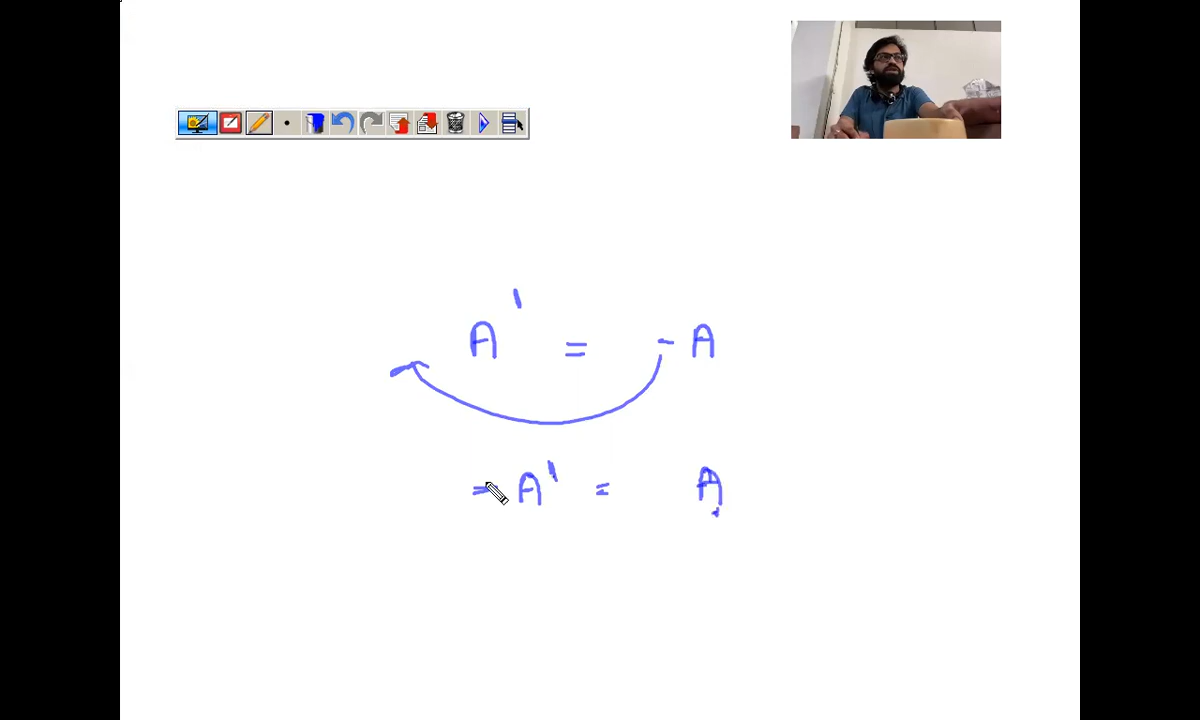 A' = - A
- A' = A